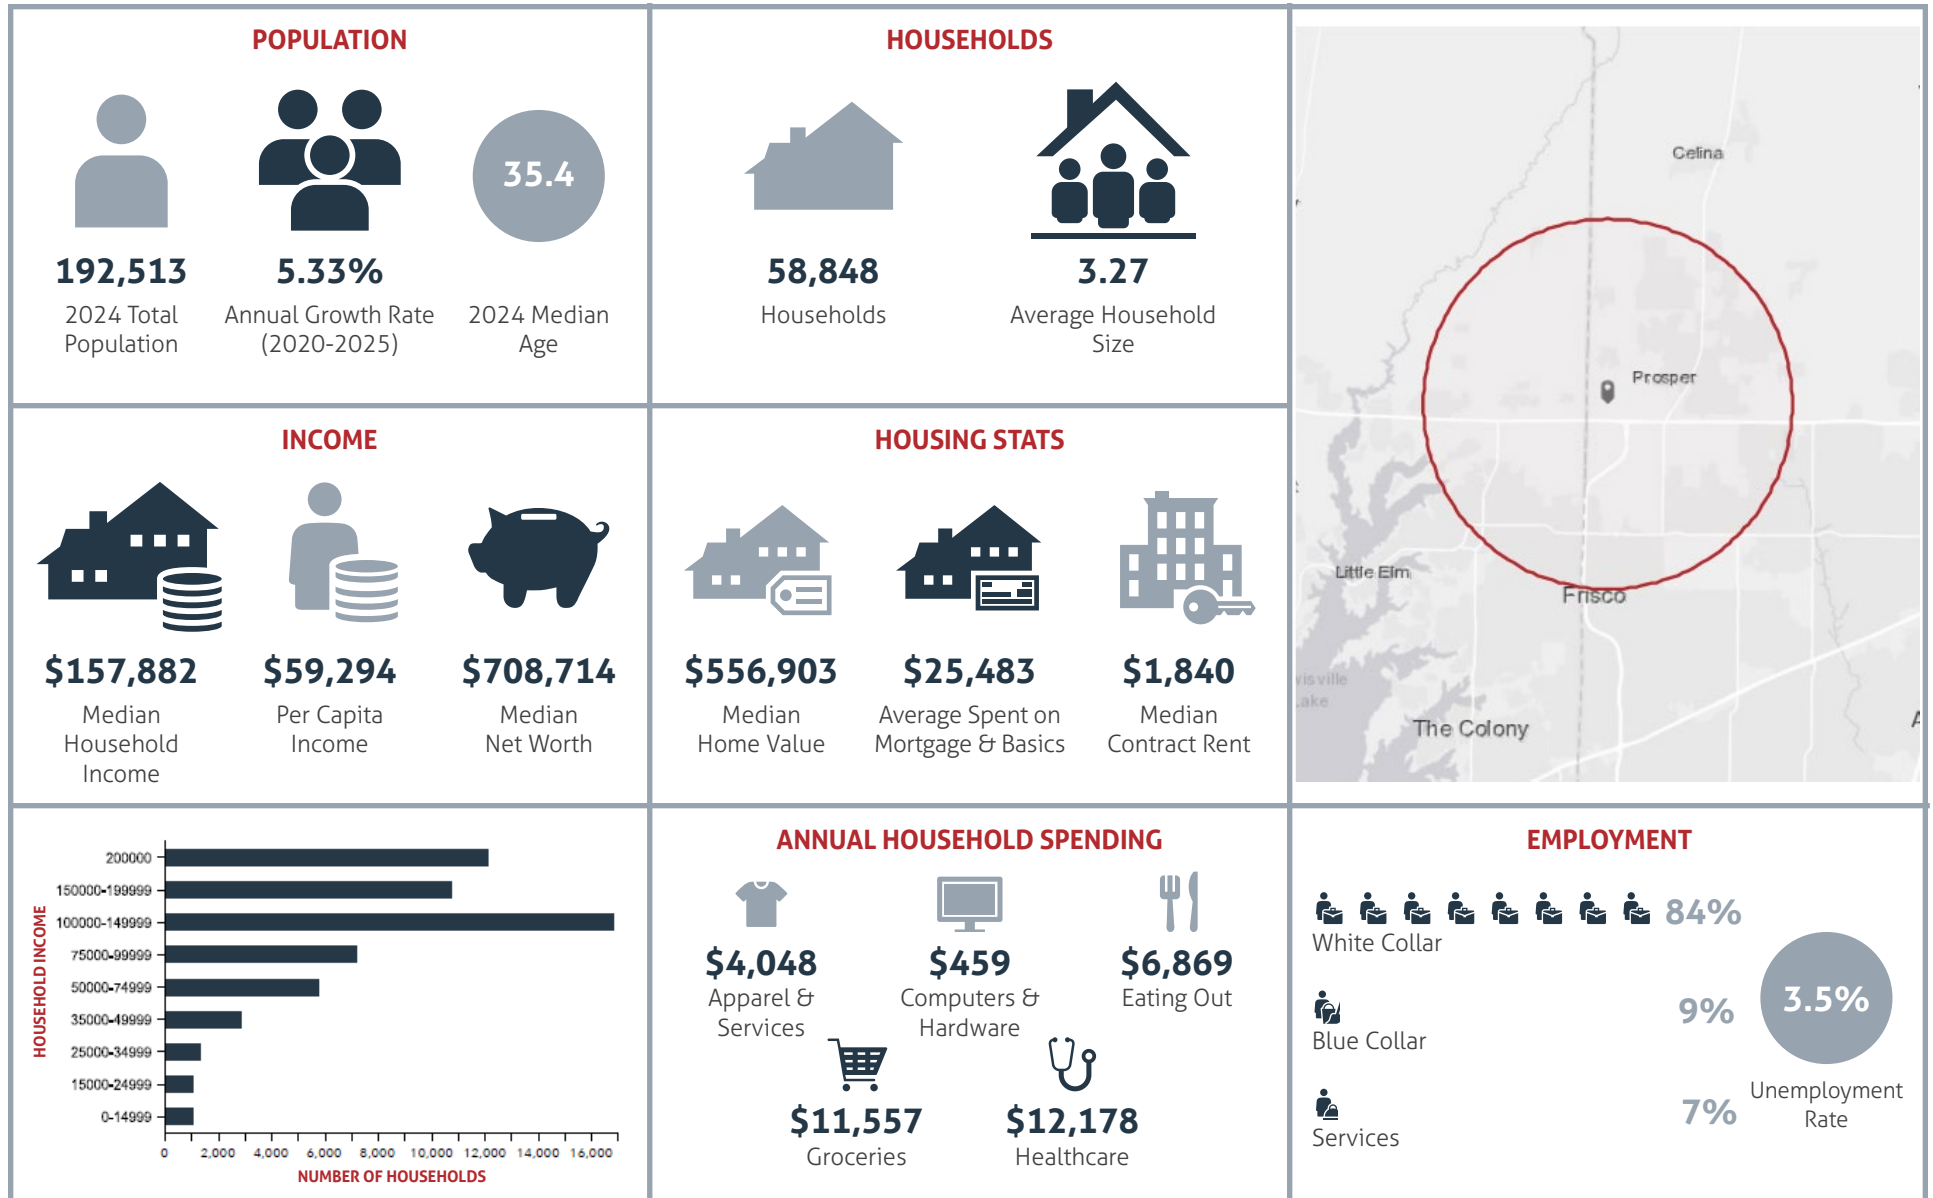 POPULATION
35.4
192,513
5.33%
2024 Total
Population
Annual Growth Rate
(2020-2025)
2024 Median
Age
HOUSEHOLDS
58,848
3.27
Households
Average Household
Size
Celina
Prosper
Little Elm
Frisco
The Colony
INCOME
$157,882
$59,294
$708,714
Median
Household
Income
Per Capita
Income
Median
Net Worth
HOUSING STATS
$556,903
$25,483
$1,840
Median
Home Value
Average Spent on
Mortgage & Basics
Median
Contract Rent
HOUSEHOLD INCOME
200000
150000-199999
100000-149999
75000-99999
50000-74999
35000-49999
25000-34999
15000-24999
0-14999
0 2,000 4,000 6,000 8,000 10,000 12,000 14,000 16,000
NUMBER OF HOUSEHOLDS
ANNUAL HOUSEHOLD SPENDING
$4,048
Apparel &
Services
$459
Computers &
Hardware
$6,869
Eating Out
$11,557
Groceries
$12,178
Healthcare
EMPLOYMENT
84%
White Collar
9%
Blue Collar
7%
Services
3.5%
Unemployment
Rate